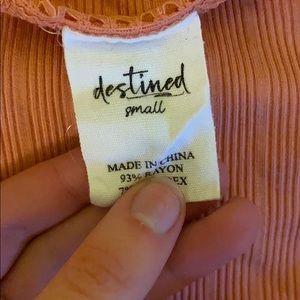 destined
small
MADE IN CHINA
93% RAYON